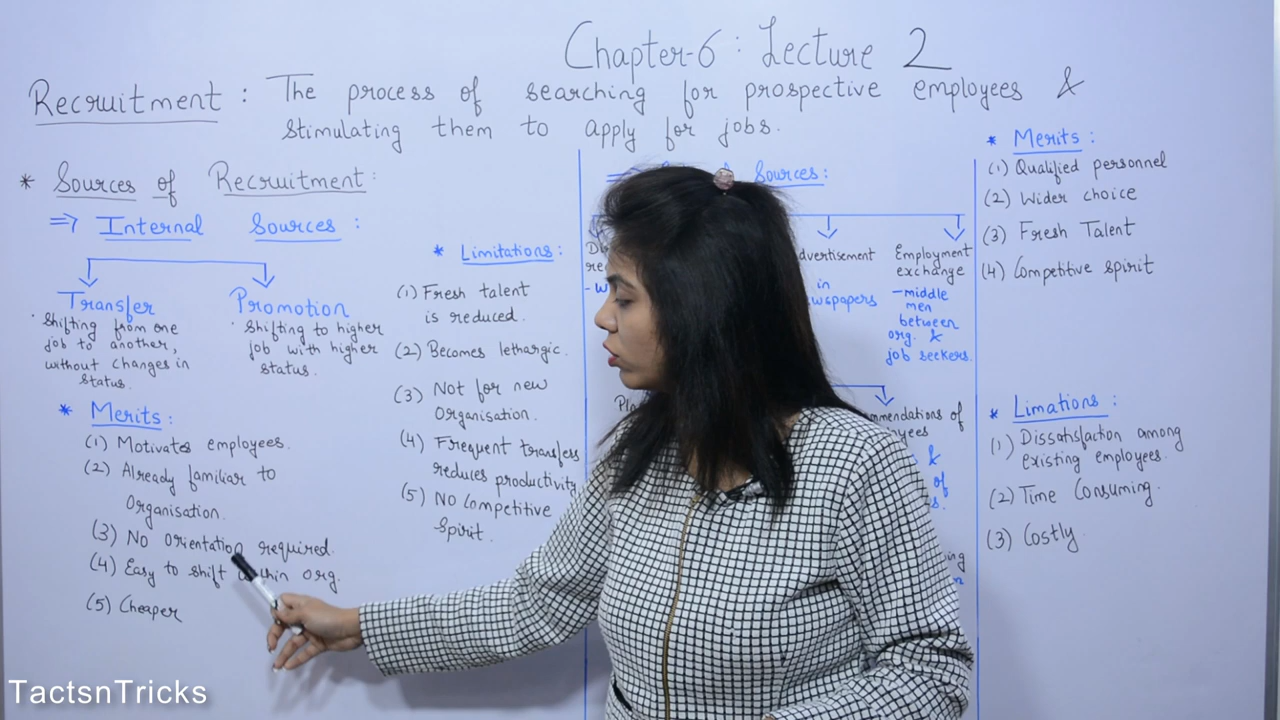 Chapter-6 : Lecture 2
Recruitment : The process of searching for prospective employees &
stimulating them to apply for jobs.
* Sources of Recruitment :
⇒ Internal Sources :
Transfer
· Shifting from one
job to another,
without changes in
status.
Promotion
· Shifting to higher
job with higher
status.
* Merits :
(1) Motivates employees.
(2) Already familiar to
Organisation.
(3) No Orientation required.
(4) Easy to shift within org.
(5) Cheaper
* Limitations :
(1) Fresh talent
is reduced.
(2) Becomes lethargic.
(3) Not for new
Organisation.
(4) Frequent transfers
reduces productivity
(5) No Competitive
Spirit.
Sources :
in
Employment
exchange
- middle
men
between
org. &
job seekers.
of
&
of
* Merits :
(1) Qualified personnel
(2) Wider choice
(3) Fresh Talent
(4) Competitive spirit
* Limations :
(1) Dissatisfaction among
existing employees.
(2) Time Consuming.
(3) Costly
TactsnTricks